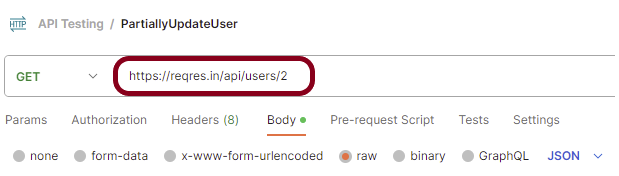 HTTP API Testing / PartiallyUpdateUser
GET https://reqres.in/api/users/2
Params Authorization Headers (8) Body Pre-request Script Tests Settings
none form-data x-www-form-urlencoded raw binary GraphQL JSON